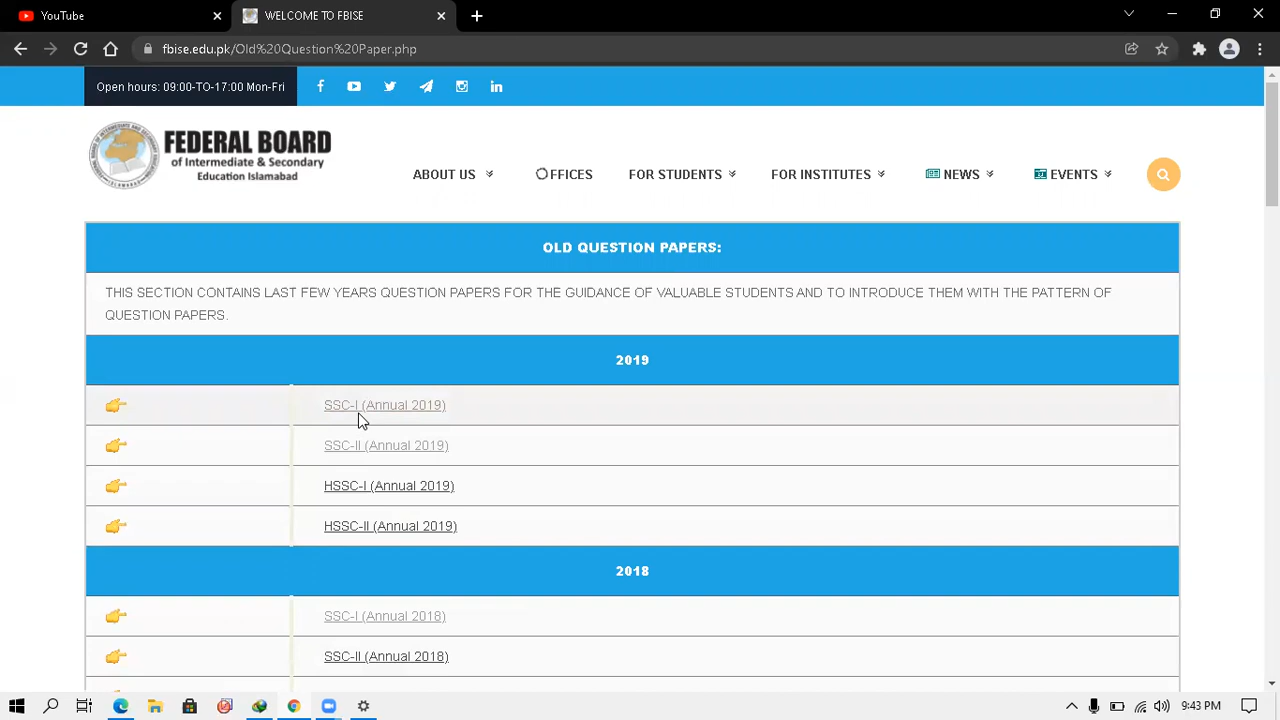 YouTube
WELCOME TO FBISE
fbise.edu.pk/Old%20Question%20Paper.php
Open hours: 09:00-TO-17:00 Mon-Fri
FEDERAL BOARD
of Intermediate & Secondary
Education Islamabad
ABOUT US
OFFICES
FOR STUDENTS
FOR INSTITUTES
NEWS
EVENTS
OLD QUESTION PAPERS:
THIS SECTION CONTAINS LAST FEW YEARS QUESTION PAPERS FOR THE GUIDANCE OF VALUABLE STUDENTS AND TO INTRODUCE THEM WITH THE PATTERN OF
QUESTION PAPERS.
2019
SSC-I (Annual 2019)
SSC-II (Annual 2019)
HSSC-I (Annual 2019)
HSSC-II (Annual 2019)
2018
SSC-I (Annual 2018)
SSC-II (Annual 2018)
9:43 PM